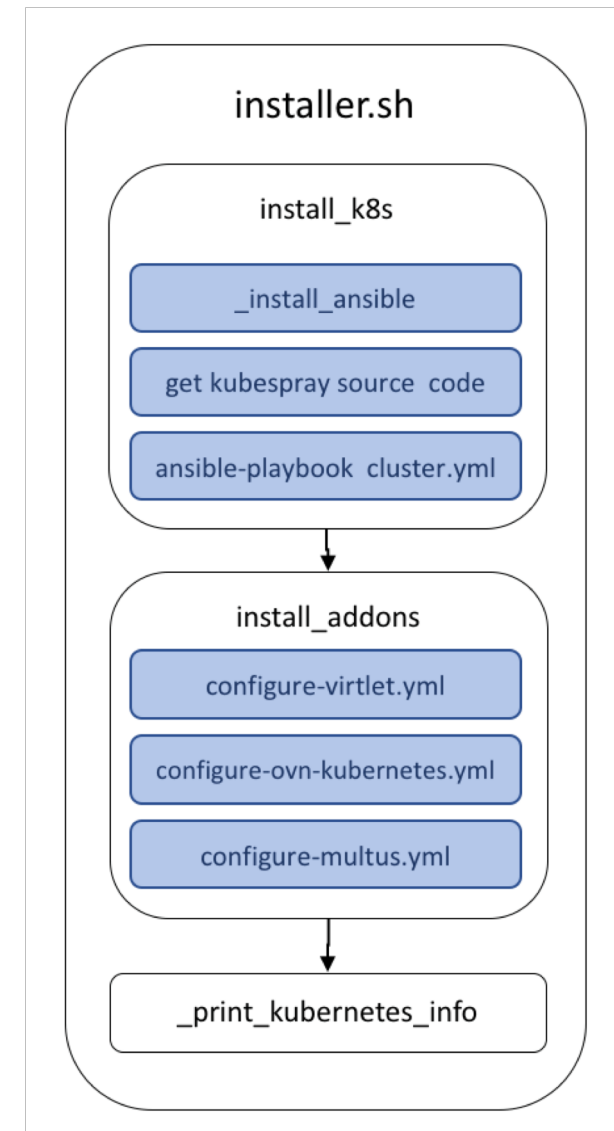 installer.sh
install_k8s
_install_ansible
get kubespray source code
ansible-playbook cluster.yml
install_addons
configure-virtlet.yml
configure-ovn-kubernetes.yml
configure-multus.yml
_print_kubernetes_info